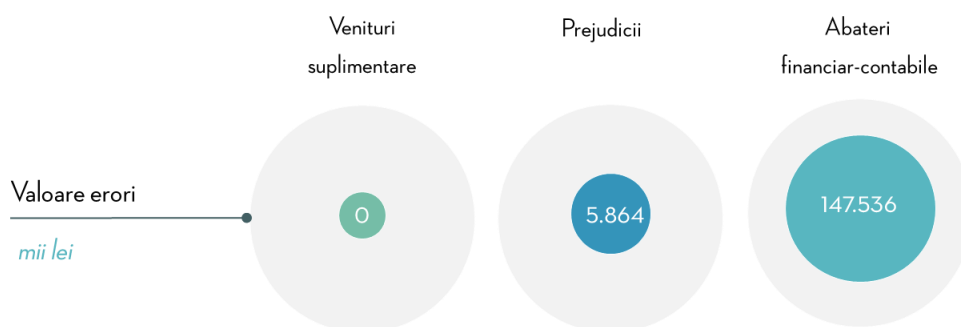 Venituri
suplimentare
Prejudicii
Abateri
financiar-contabile
Valoare erori
mii lei
0
5.864
147.536